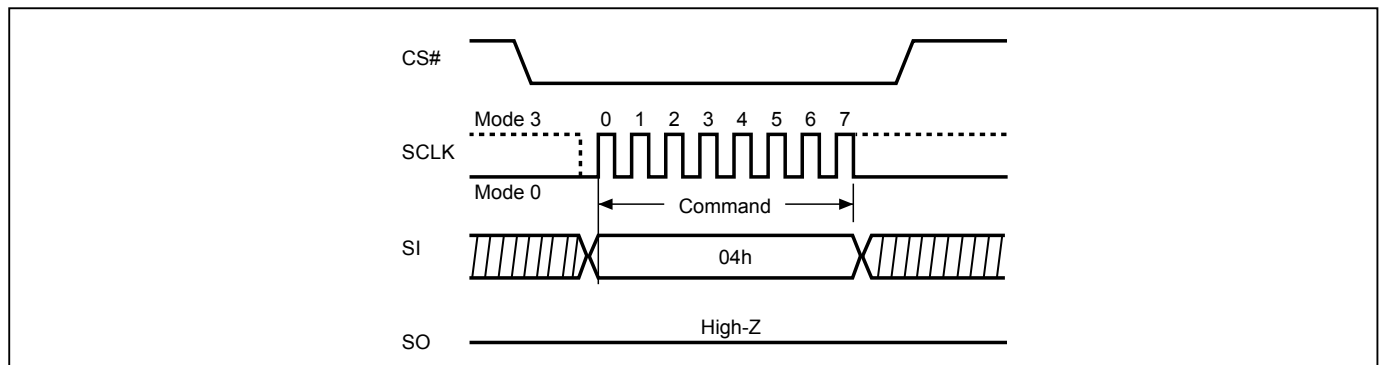 CS#
Mode 3
0 1 2 3 4 5 6 7
SCLK
Mode 0
Command
SI
04h
High-Z
SO